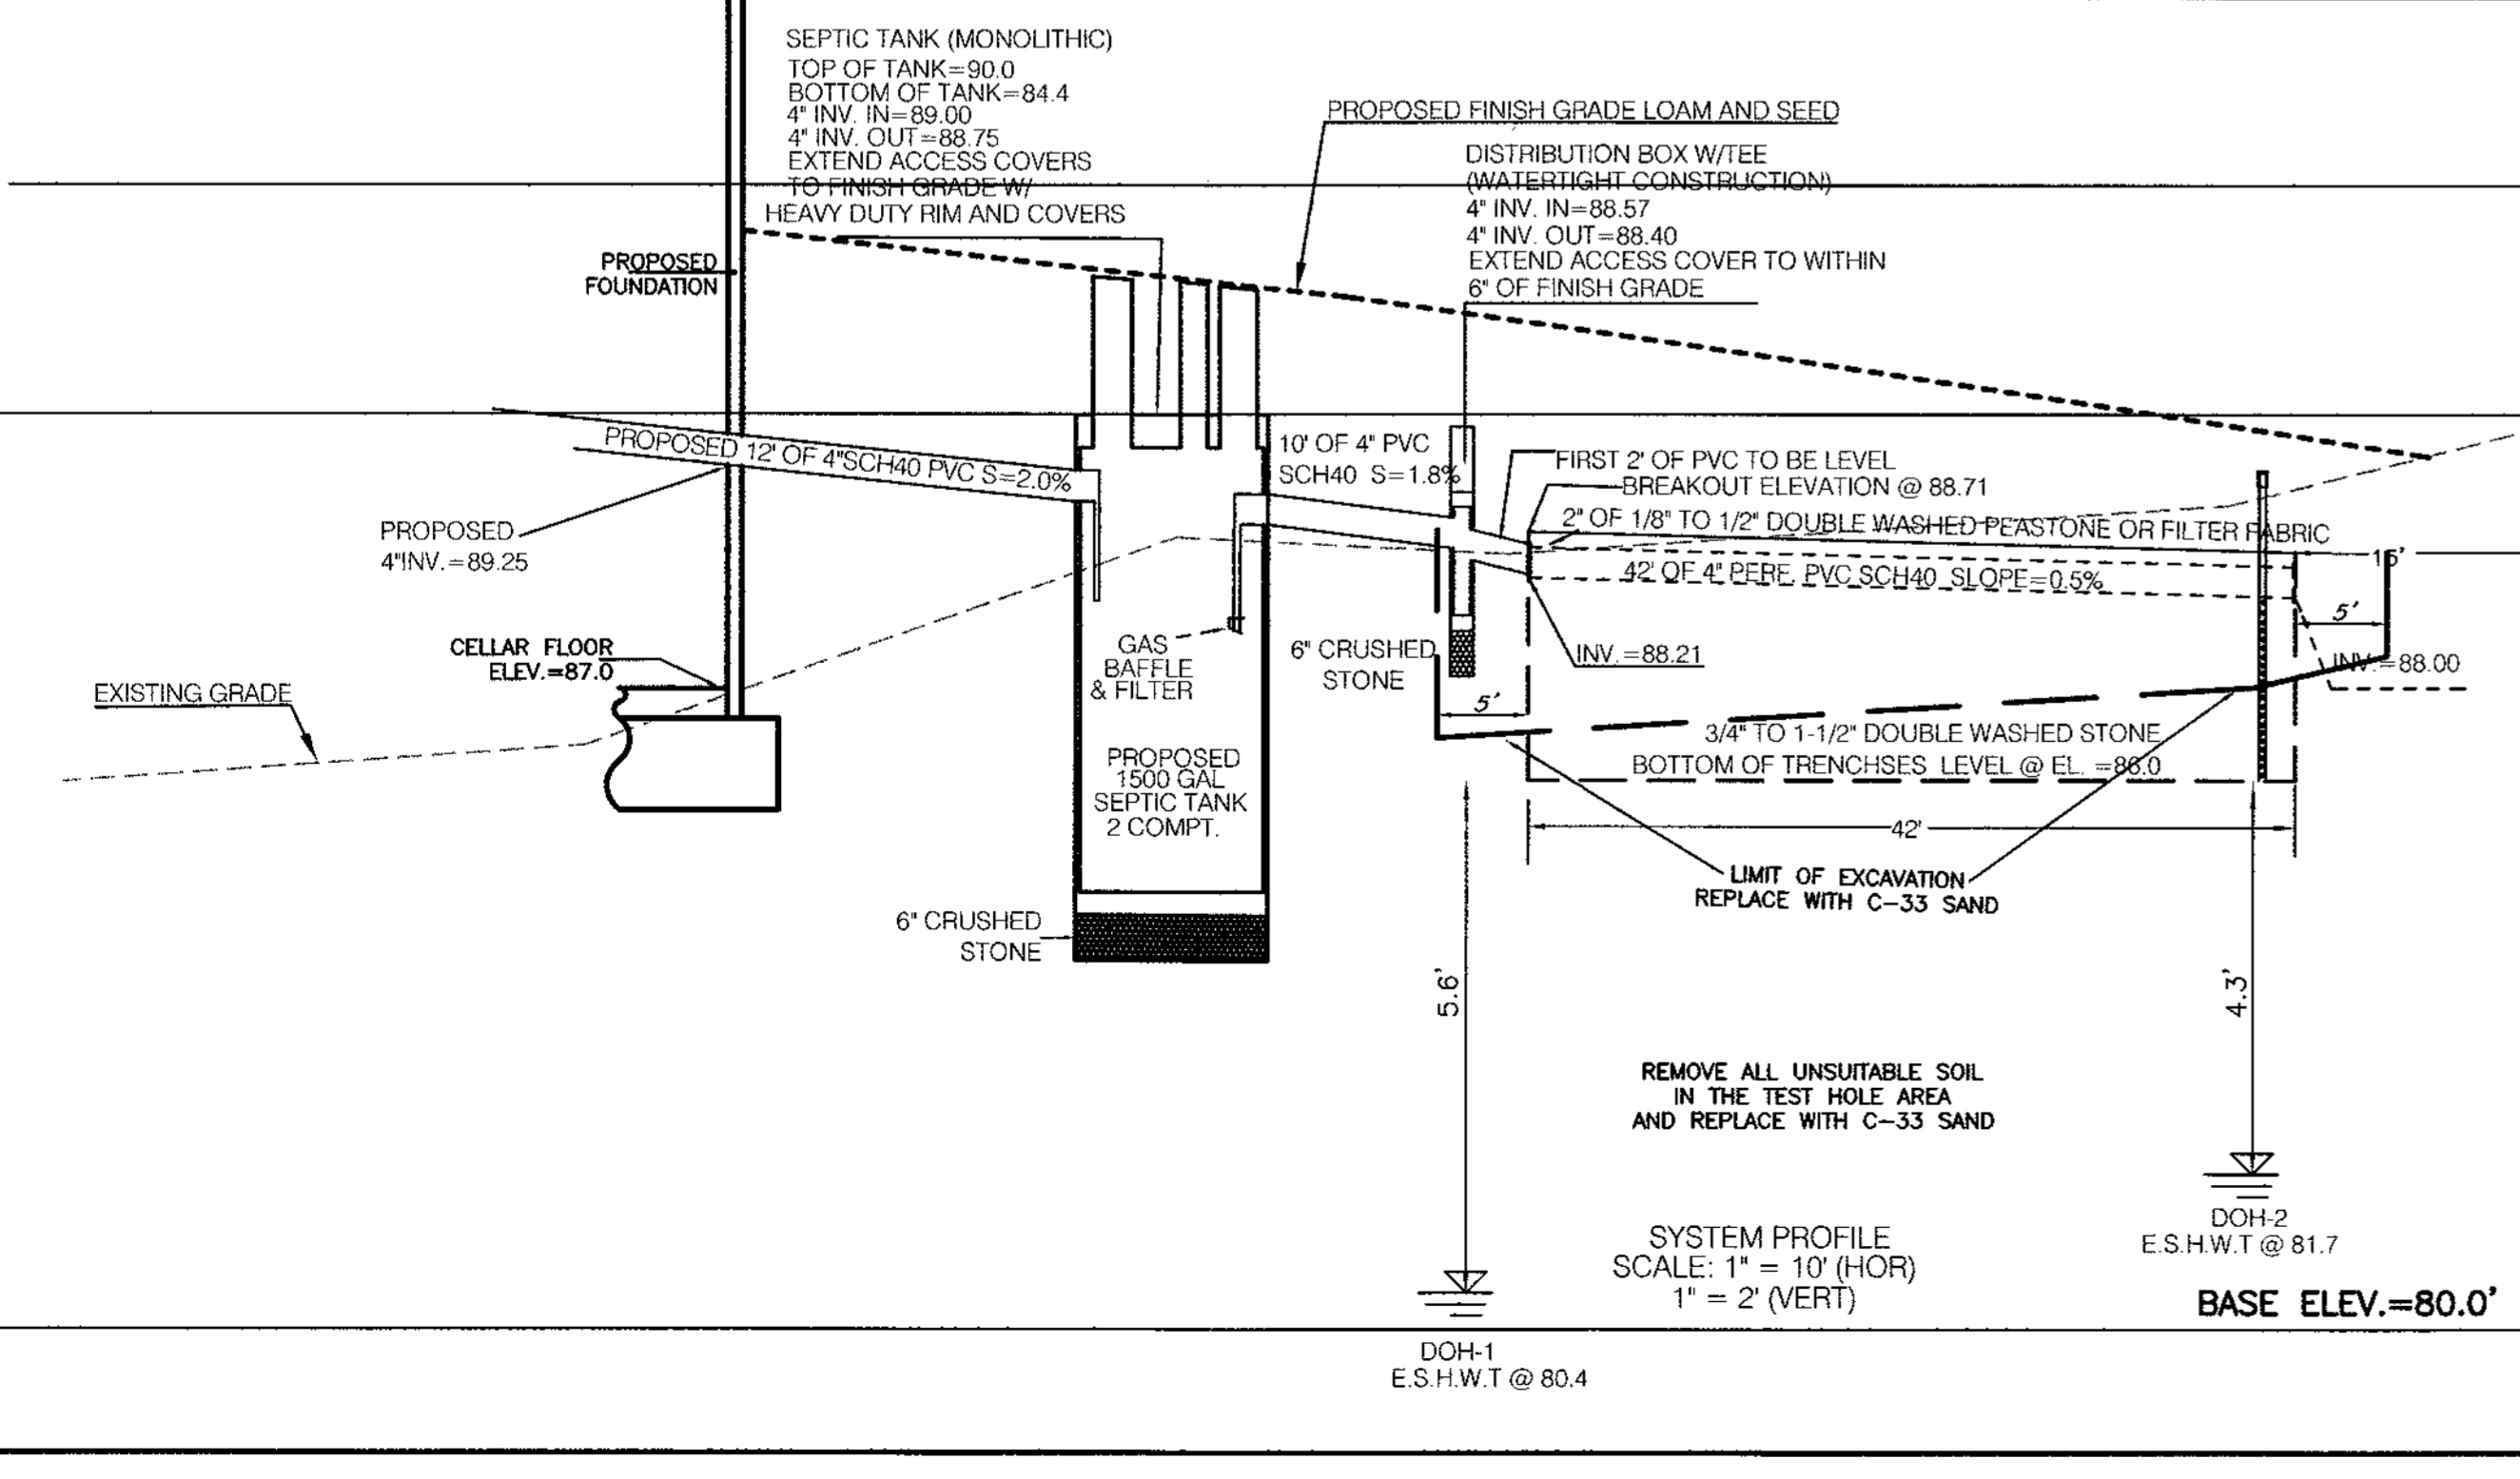 SEPTIC TANK (MONOLITHIC)
TOP OF TANK=90.0
BOTTOM OF TANK=84.4
4" INV. IN=89.00
4" INV. OUT=88.75
EXTEND ACCESS COVERS
TO FINISH GRADE W/
HEAVY DUTY RIM AND COVERS
PROPOSED FINISH GRADE LOAM AND SEED
DISTRIBUTION BOX W/TEE
(WATERTIGHT CONSTRUCTION)
4" INV. IN=88.57
4" INV. OUT=88.40
EXTEND ACCESS COVER TO WITHIN
6" OF FINISH GRADE
PROPOSED
FOUNDATION
PROPOSED 12' OF 4"SCH40 PVC S=2.0%
10' OF 4" PVC
SCH40 S=1.8%
FIRST 2' OF PVC TO BE LEVEL
BREAKOUT ELEVATION @ 88.71
2" OF 1/8" TO 1/2" DOUBLE WASHED PEASTONE OR FILTER FABRIC
15'
42' OF 4" PERF. PVC SCH40 SLOPE=0.5%
PROPOSED
4"INV.=89.25
5'
CELLAR FLOOR
ELEV.=87.0
GAS
BAFFLE
& FILTER
6" CRUSHED
STONE
INV.=88.21
INV.=88.00
EXISTING GRADE
5'
3/4" TO 1-1/2" DOUBLE WASHED STONE
BOTTOM OF TRENCHSES LEVEL @ EL. =86.0
PROPOSED
1500 GAL
SEPTIC TANK
2 COMPT.
42'
LIMIT OF EXCAVATION
REPLACE WITH C-33 SAND
6" CRUSHED
STONE
5.6'
4.3'
REMOVE ALL UNSUITABLE SOIL
IN THE TEST HOLE AREA
AND REPLACE WITH C-33 SAND
DOH-2
E.S.H.W.T @ 81.7
SYSTEM PROFILE
SCALE: 1" = 10' (HOR)
1" = 2' (VERT)
BASE ELEV.=80.0'
DOH-1
E.S.H.W.T @ 80.4